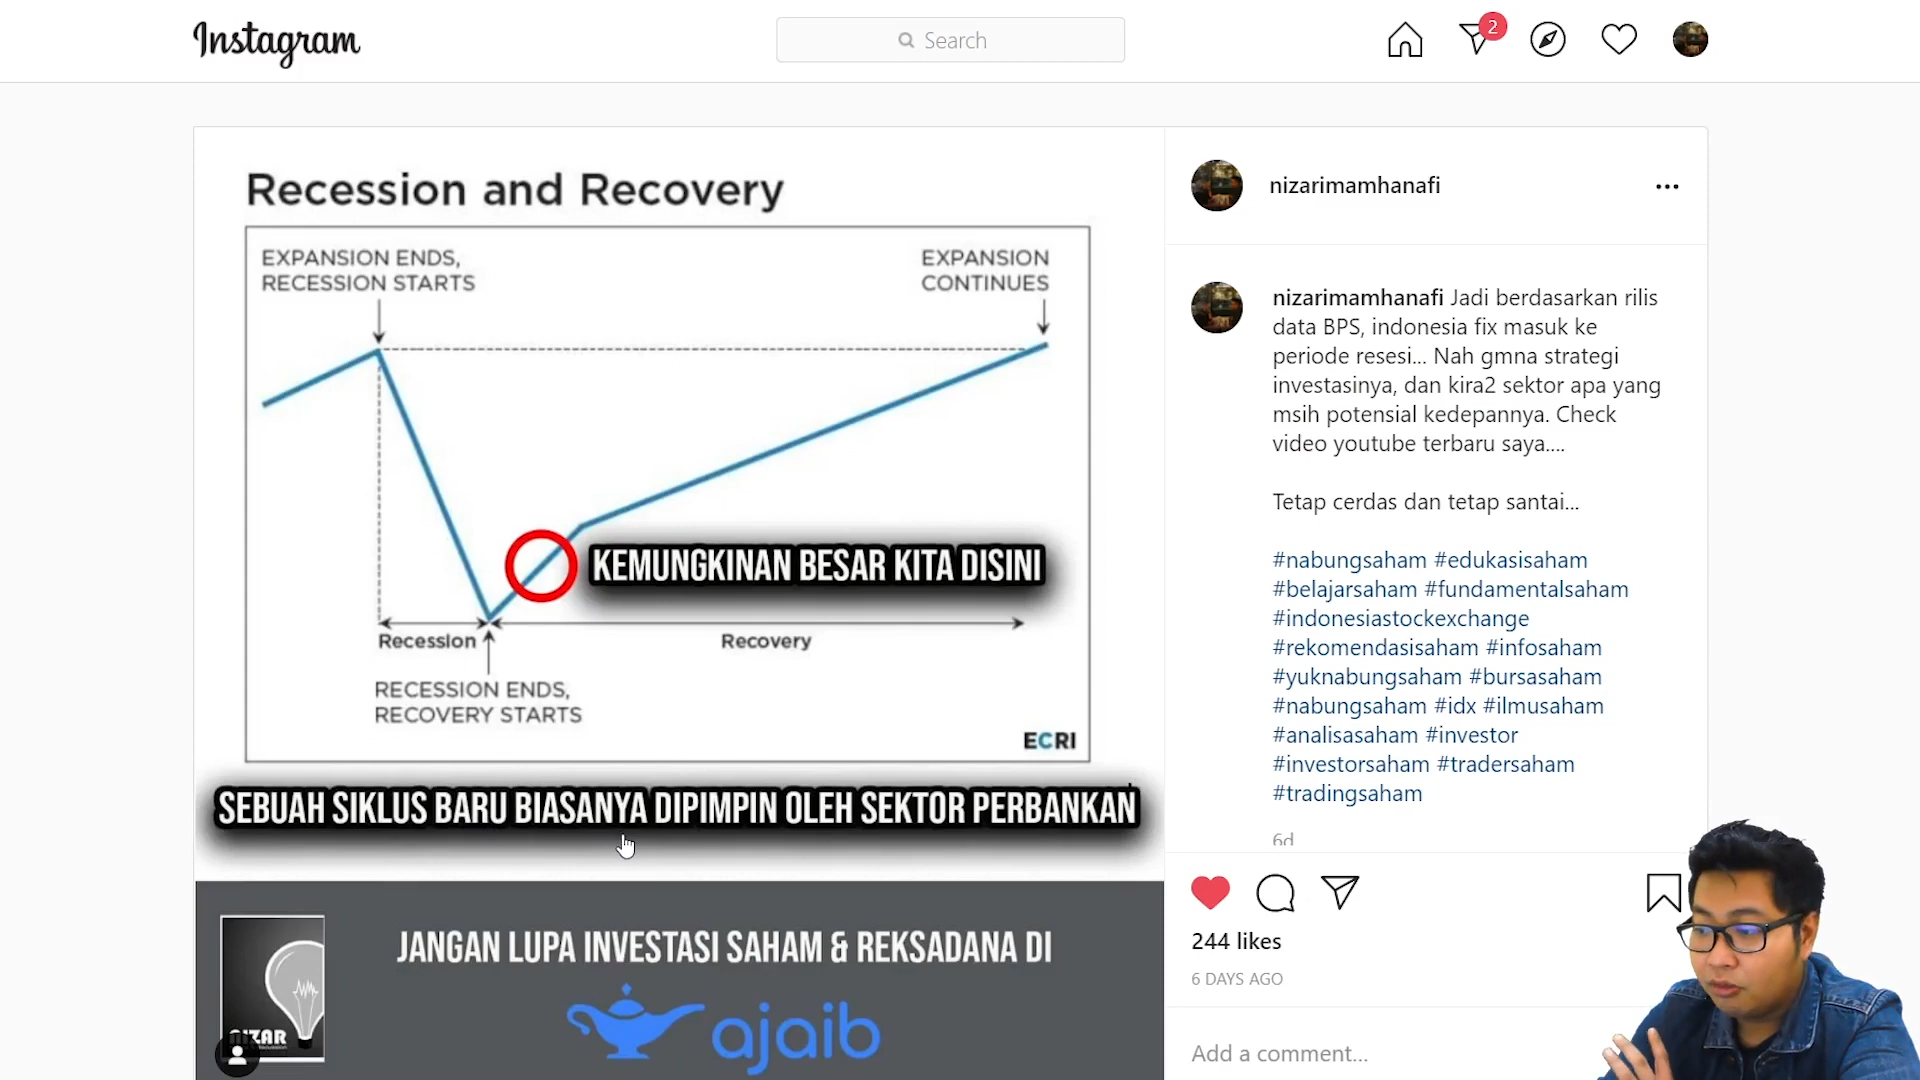 Instagram
Search
2
Recession and Recovery
EXPANSION ENDS,
RECESSION STARTS
EXPANSION
CONTINUES
KEMUNGKINAN BESAR KITA DISINI
Recession
Recovery
RECESSION ENDS,
RECOVERY STARTS
ECRI
SEBUAH SIKLUS BARU BIASANYA DIPIMPIN OLEH SEKTOR PERBANKAN
JANGAN LUPA INVESTASI SAHAM & REKSADANA DI
ajaib
NIZAR
nizarimamhanafi
nizarimamhanafi Jadi berdasarkan rilis
data BPS, indonesia fix masuk ke
periode resesi... Nah gmna strategi
investasinya, dan kira2 sektor apa yang
msih potensial kedepannya. Check
video youtube terbaru saya....
Tetap cerdas dan tetap santai...
#nabungsaham #edukasisaham
#belajarsaham #fundamentalsaham
#indonesiastockexchange
#rekomendasisaham #infosaham
#yuknabungsaham #bursasaham
#nabungsaham #idx #ilmusaham
#analisasaham #investor
#investorsaham #tradersaham
#tradingsaham
6d
244 likes
6 DAYS AGO
Add a comment...